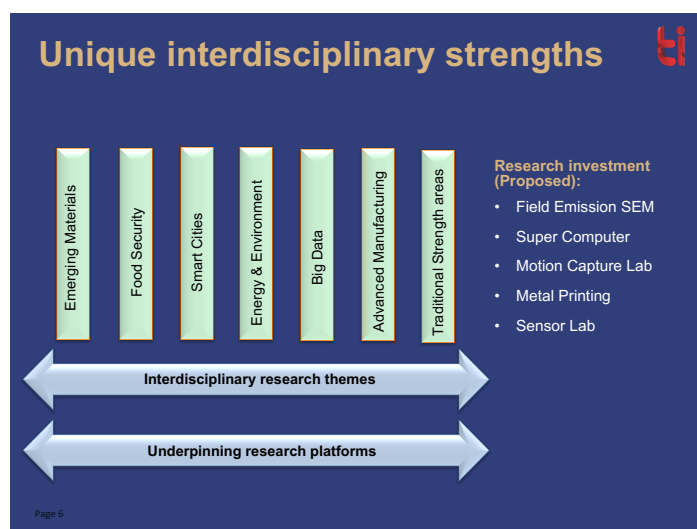 Unique interdisciplinary strengths
ti
Emerging Materials
Food Security
Smart Cities
Energy & Environment
Big Data
Advanced Manufacturing
Traditional Strength areas
Research investment
(Proposed):
• Field Emission SEM
• Super Computer
• Motion Capture Lab
• Metal Printing
• Sensor Lab
Interdisciplinary research themes
Underpinning research platforms
Page 6